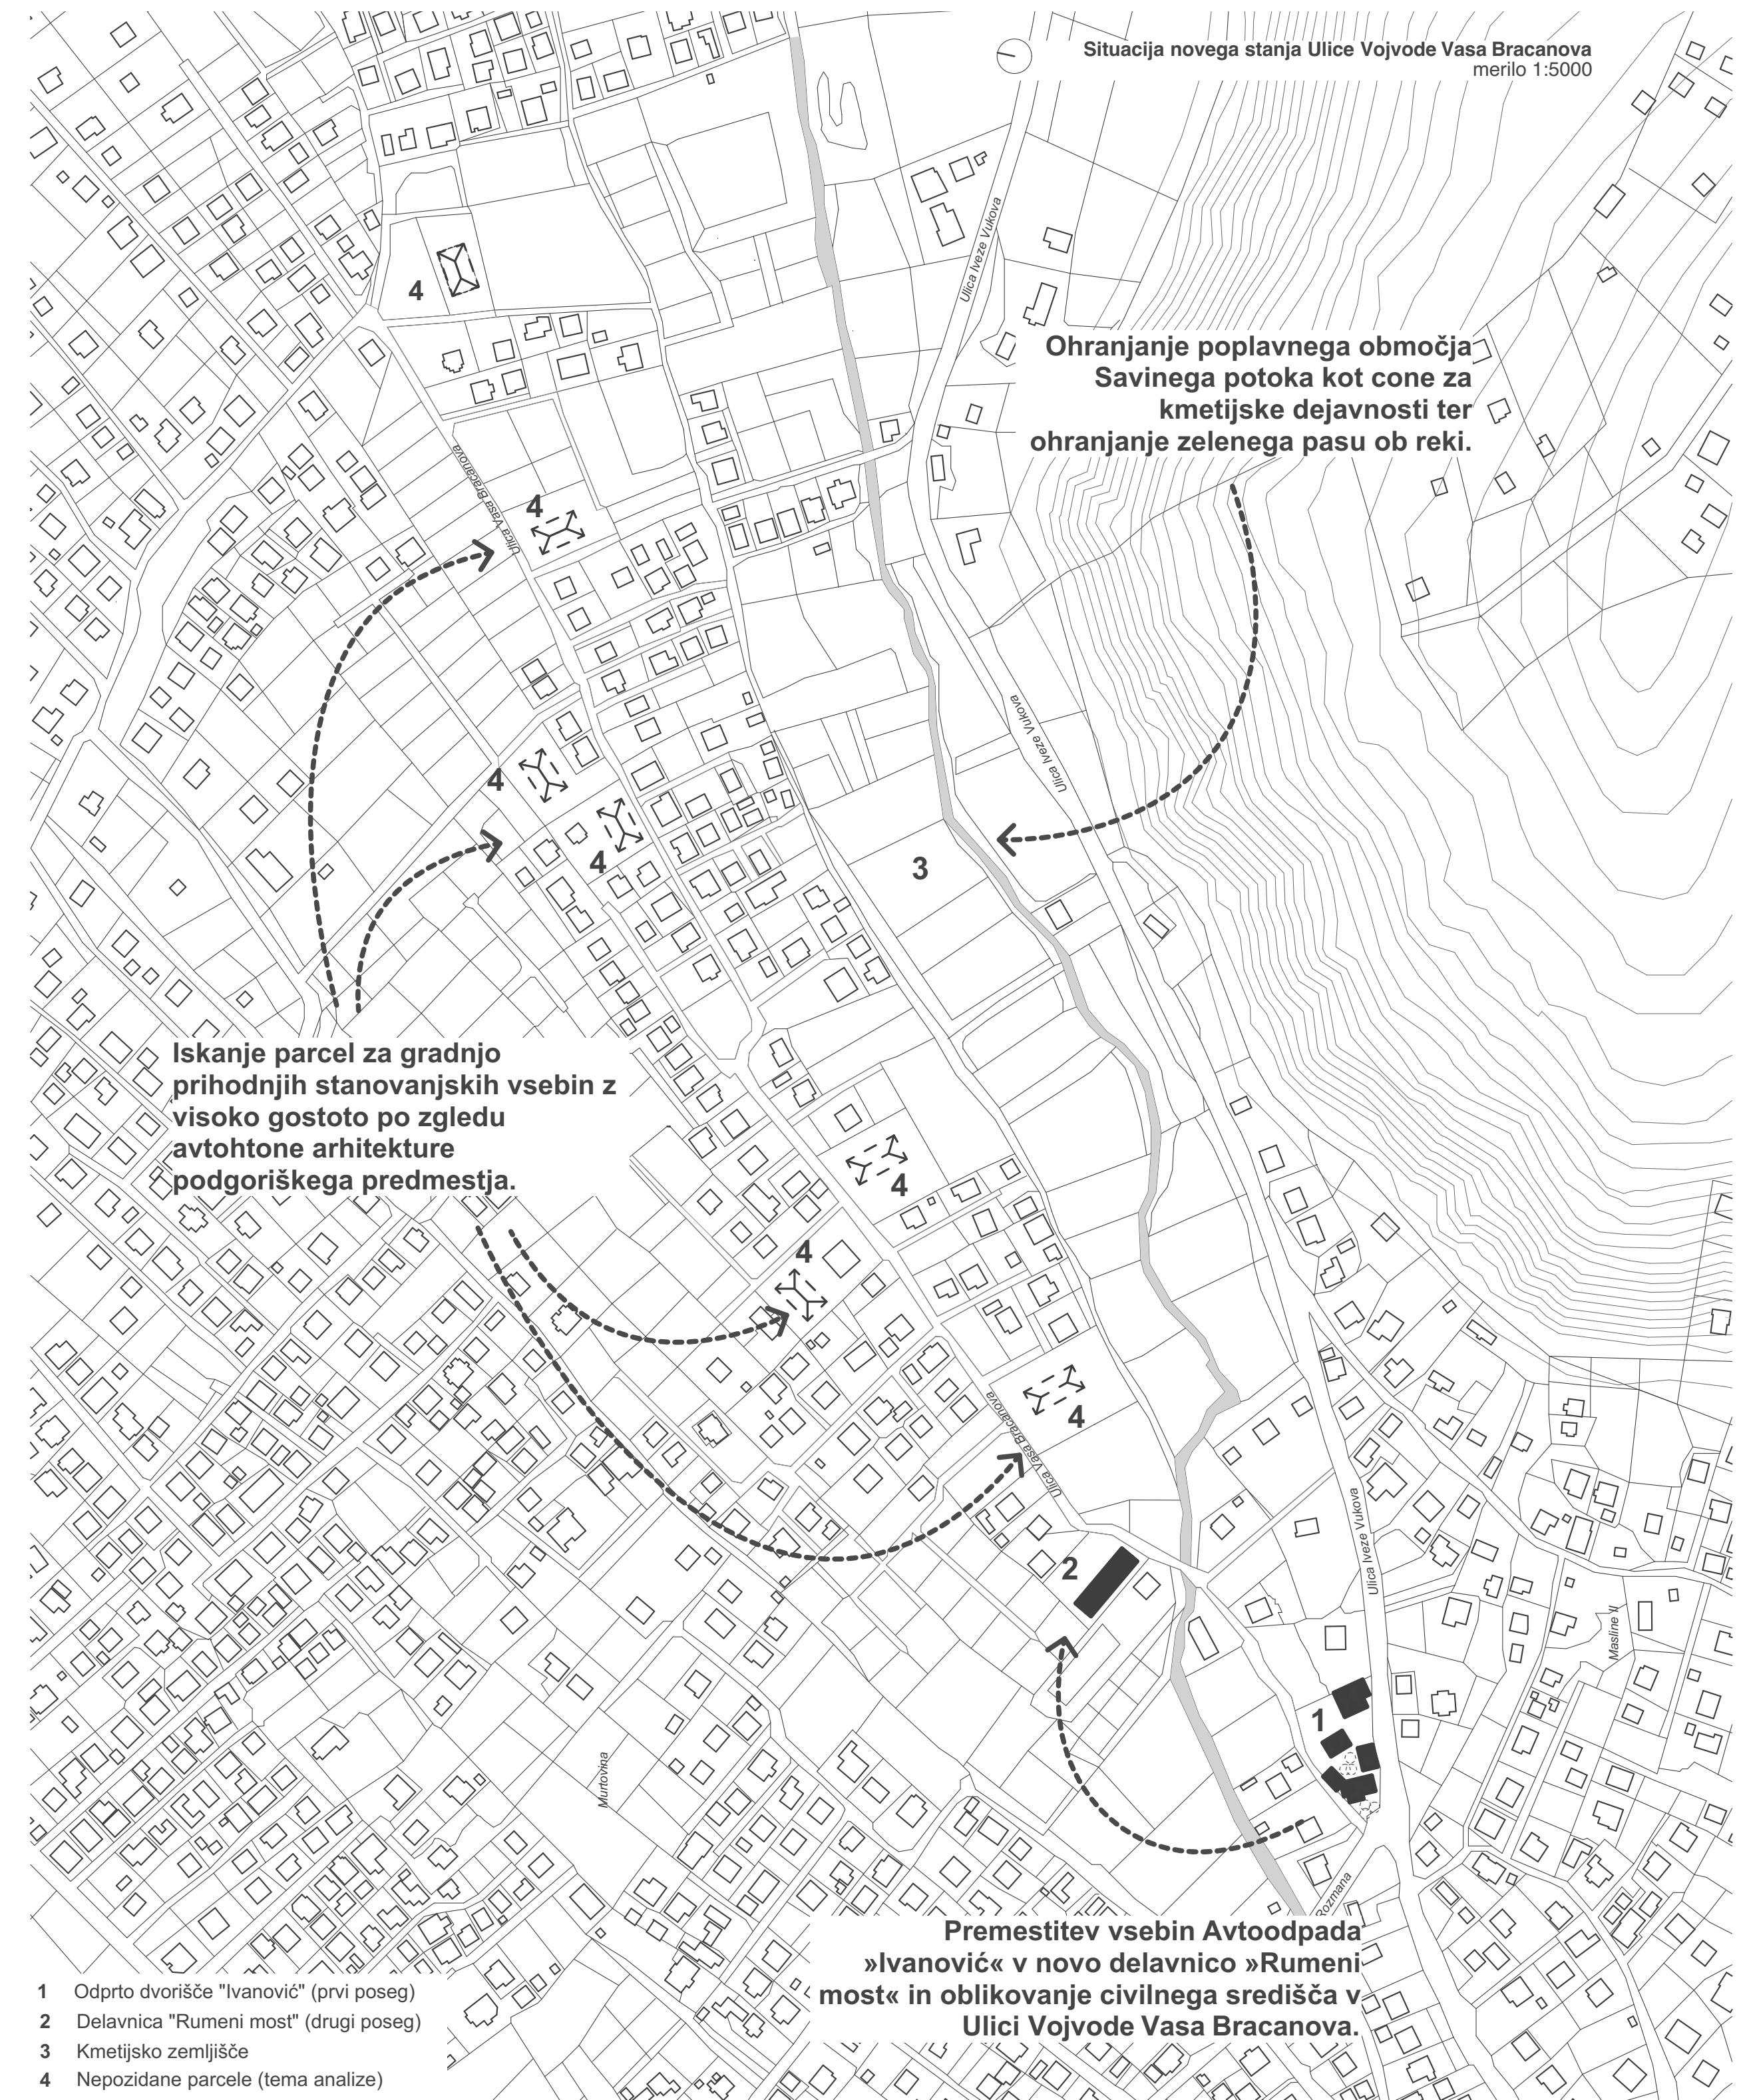 Situacija novega stanja Ulice Vojvode Vasa Bracanova
merilo 1:5000
Ulica Iveze Vukova
4
Ohranjanje poplavnega območja
Savinega potoka kot cone za
kmetijske dejavnosti ter
ohranjanje zelenega pasu ob reki.
Ulica Vasa Bracanova
4
Ulica Iveze Vukova
4
4
3
Iskanje parcel za gradnjo
prihodnjih stanovanjskih vsebin z
visoko gostoto po zgledu
avtohtone arhitekture
podgoriškega predmestja.
4
4
Ulica Vasa Bracanova
4
Ulica Iveze Vukova
2
Masline II
1
Murtovina
Rozmana
Premestitev vsebin Avtoodpada
»Ivanović« v novo delavnico »Rumeni
most« in oblikovanje civilnega središča v
Ulici Vojvode Vasa Bracanova.
1 Odprto dvorišče "Ivanović" (prvi poseg)
2 Delavnica "Rumeni most" (drugi poseg)
3 Kmetijsko zemljišče
4 Nepozidane parcele (tema analize)